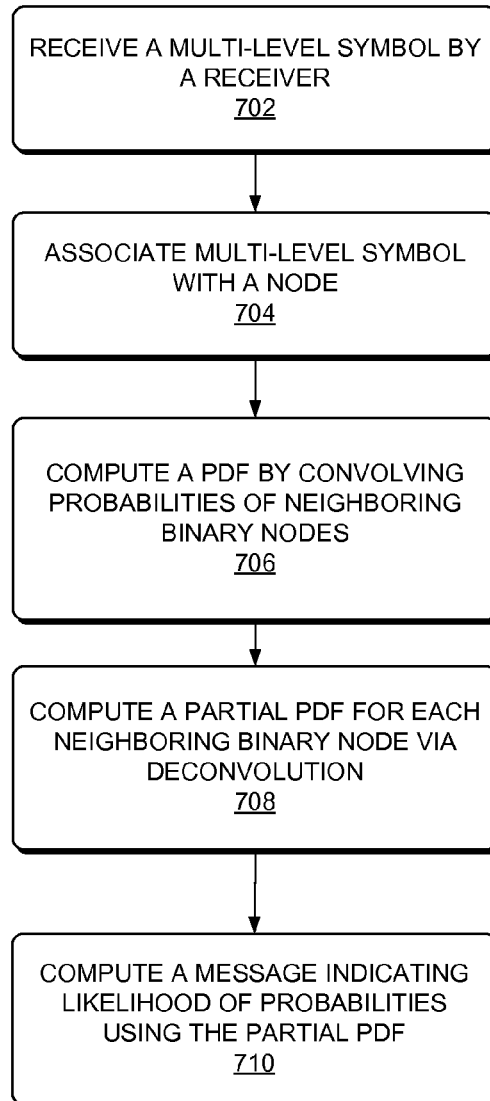 RECEIVE A MULTI-LEVEL SYMBOL BY
A RECEIVER
702
ASSOCIATE MULTI-LEVEL SYMBOL
WITH A NODE
704
COMPUTE A PDF BY CONVOLVING
PROBABILITIES OF NEIGHBORING
BINARY NODES
706
COMPUTE A PARTIAL PDF FOR EACH
NEIGHBORING BINARY NODE VIA
DECONVOLUTION
708
COMPUTE A MESSAGE INDICATING
LIKELIHOOD OF PROBABILITIES
USING THE PARTIAL PDF
710